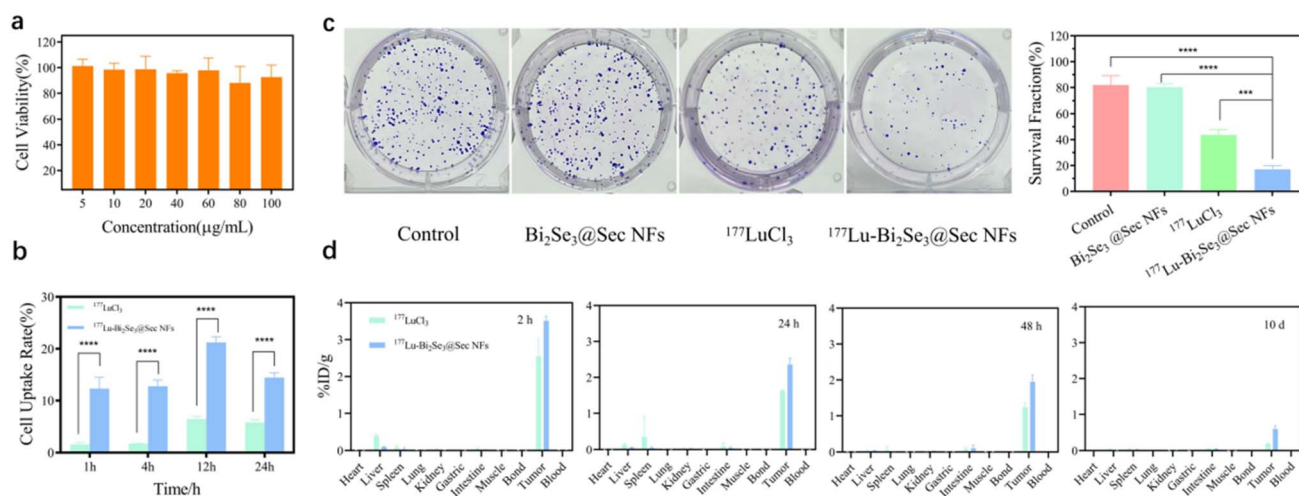 a
Cell Viability(%)
120
100
80
60
40
20
5 10 20 40 60 80 100
Concentration(μg/mL)
b
Cell Uptake Rate(%)
30
20
10
0
¹⁷⁷LuCl₃
¹⁷⁷Lu-Bi₂Se₃@Sec NFs
****
****
****
****
1h 4h 12h 24h
Time/h
c
Control
Bi₂Se₃@Sec NFs
¹⁷⁷LuCl₃
¹⁷⁷Lu-Bi₂Se₃@Sec NFs
Survival Fraction(%)
100
80
60
40
20
0
****
****
***
Control
Bi₂Se₃ @Sec NFs
¹⁷⁷LuCl₃
¹⁷⁷Lu-Bi₂Se₃@Sec NFs
d
%ID/g
4
3
2
1
0
2 h
¹⁷⁷LuCl₃
¹⁷⁷Lu-Bi₂Se₃@Sec NFs
Heart Liver Spleen Lung Kidney Gastric Intestine Muscle Bond Tumor Blood
4
3
2
1
0
24 h
Heart Liver Spleen Lung Kidney Gastric Intestine Muscle Bond Tumor Blood
4
3
2
1
0
48 h
Heart Liver Spleen Lung Kidney Gastric Intestine Muscle Bond Tumor Blood
4
3
2
1
0
10 d
Heart Liver Spleen Lung Kidney Gastric Intestine Muscle Bond Tumor Blood